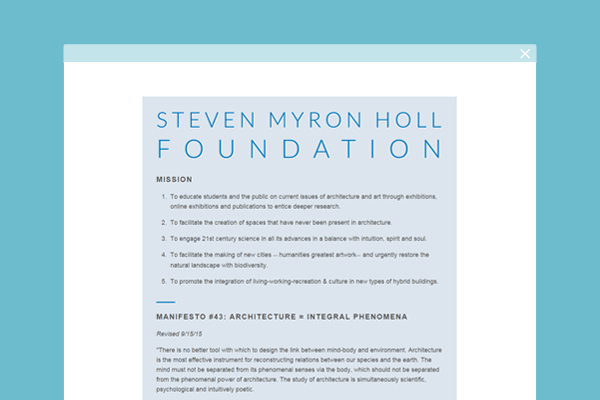 STEVEN MYRON HOLL
FOUNDATION
MISSION
1. To educate students and the public on current issues of architecture and art through exhibitions,
online exhibitions and publications to entice deeper research.
2. To facilitate the creation of spaces that have never been present in architecture.
3. To engage 21st century science in all its advances in a balance with intuition, spirit and soul.
4. To facilitate the making of new cities -- humanities greatest artwork-- and urgently restore the
natural landscape with biodiversity.
5. To promote the integration of living-working-recreation & culture in new types of hybrid buildings.
MANIFESTO #43: ARCHITECTURE = INTEGRAL PHENOMENA
Revised 9/15/15
"There is no better tool with which to design the link between mind-body and environment. Architecture
is the most effective instrument for reconstructing relations between our species and the earth. The
mind must not be separated from its phenomenal senses via the body, which should not be separated
from the phenomenal power of architecture. The study of architecture is simultaneously scientific,
psychological and intuitively poetic.